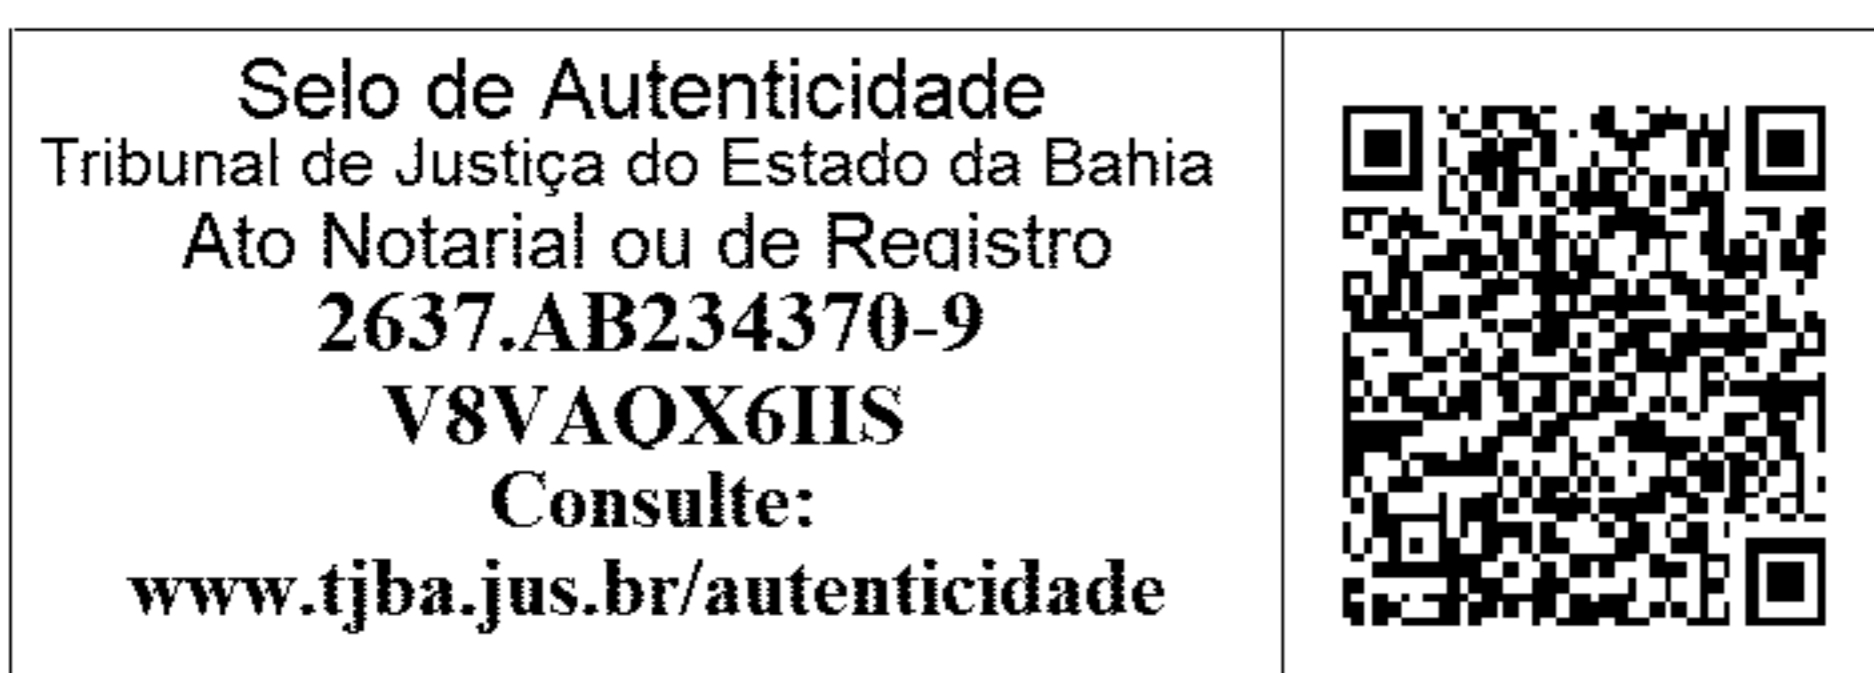 Selo de Autenticidade
Tribunal de Justiça do Estado da Bahia
Ato Notarial ou de Registro
2637.AB234370-9
V8VAQX6IIS
Consulte:
www.tjba.jus.br/autenticidade